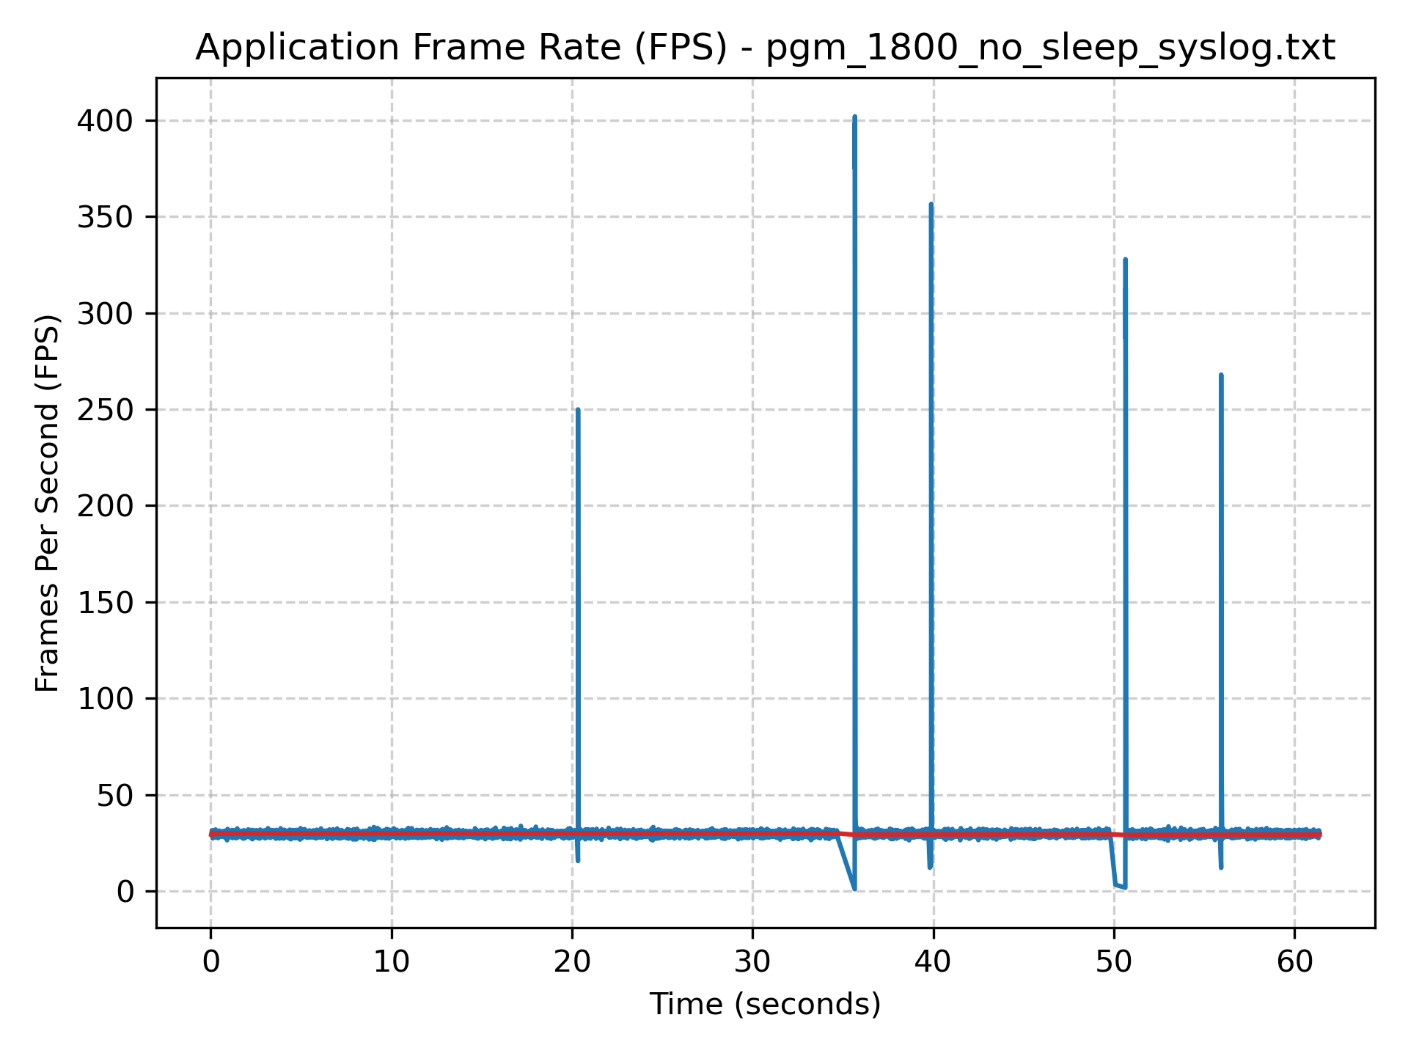 Application Frame Rate (FPS) - pgm_1800_no_sleep_syslog.txt
400
350
300
250
200
150
100
50
0
Frames Per Second (FPS)
0 10 20 30 40 50 60
Time (seconds)